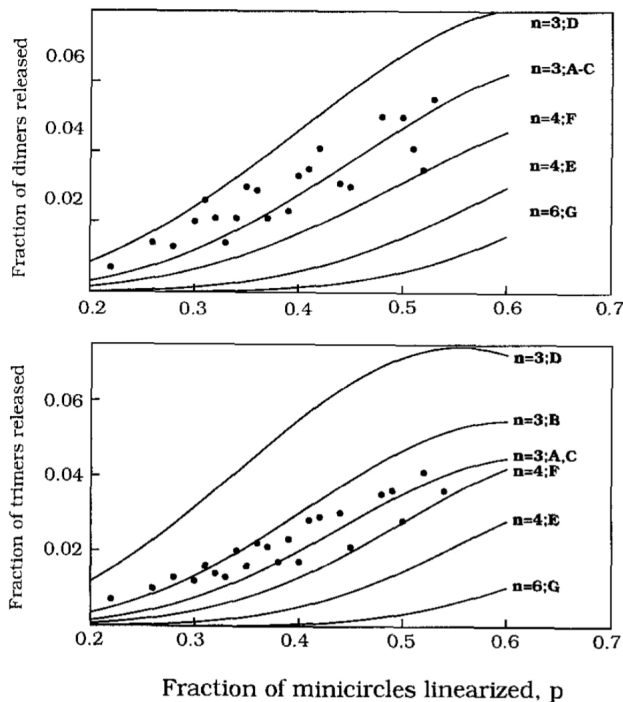 Fraction of dimers released
0.06
0.04
0.02
0.2 0.3 0.4 0.5 0.6 0.7
n=3;D
n=3;A-C
n=4;F
n=4;E
n=6;G
Fraction of trimers released
0.06
0.04
0.02
0.2 0.3 0.4 0.5 0.6 0.7
n=3;D
n=3;B
n=3;A,C
n=4;F
n=4;E
n=6;G
Fraction of minicircles linearized, p